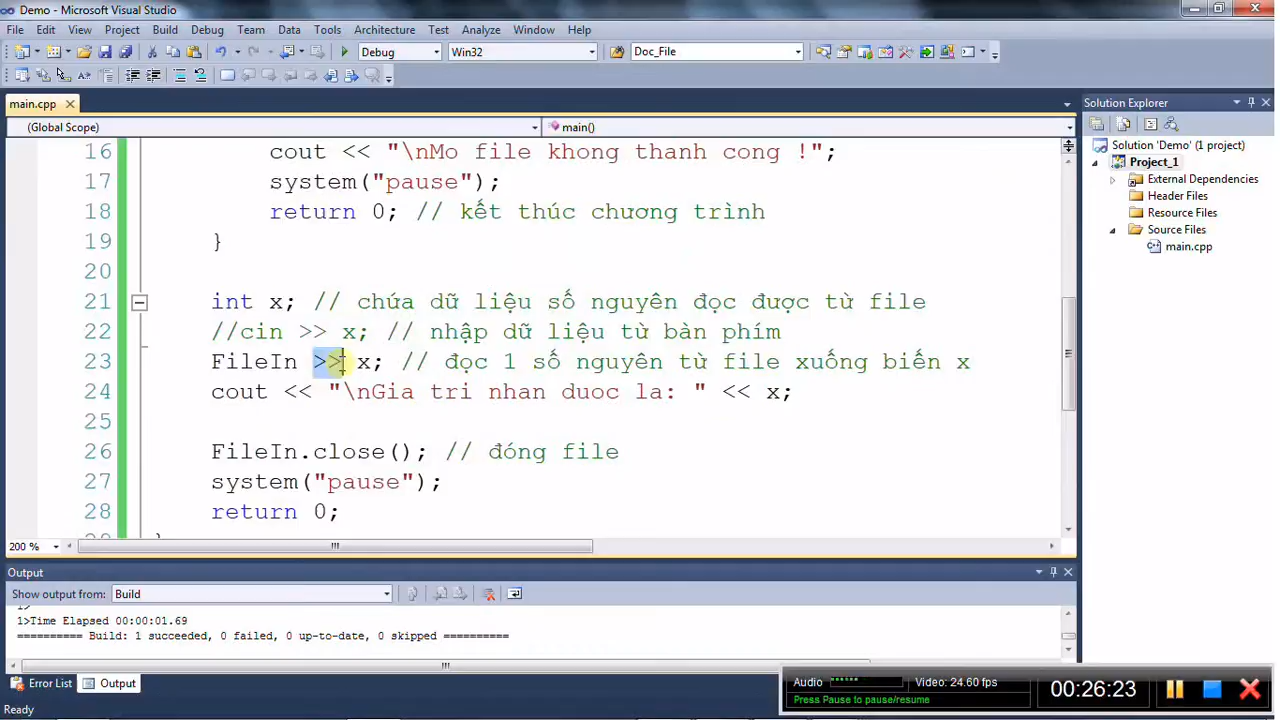 Demo - Microsoft Visual Studio
File Edit View Project Build Debug Team Data Tools Architecture Test Analyze Window Help
Debug Win32 Doc_File
main.cpp
Solution Explorer
(Global Scope) main()
Solution 'Demo' (1 project)
Project_1
External Dependencies
Header Files
Resource Files
Source Files
main.cpp
16 cout << "\nMo file khong thanh cong !";
17 system("pause");
18 return 0; // kết thúc chương trình
19 }
20
21 int x; // chứa dữ liệu số nguyên đọc được từ file
22 //cin >> x; // nhập dữ liệu từ bàn phím
23 FileIn >> x; // đọc 1 số nguyên từ file xuống biến x
24 cout << "\nGia tri nhan duoc la: " << x;
25
26 FileIn.close(); // đóng file
27 system("pause");
28 return 0;
200 %
Output
Show output from: Build
1>Time Elapsed 00:00:01.69
========== Build: 1 succeeded, 0 failed, 0 up-to-date, 0 skipped ==========
Error List Output
Ready
Audio Video: 24.60 fps
Press Pause to pause/resume
00:26:23